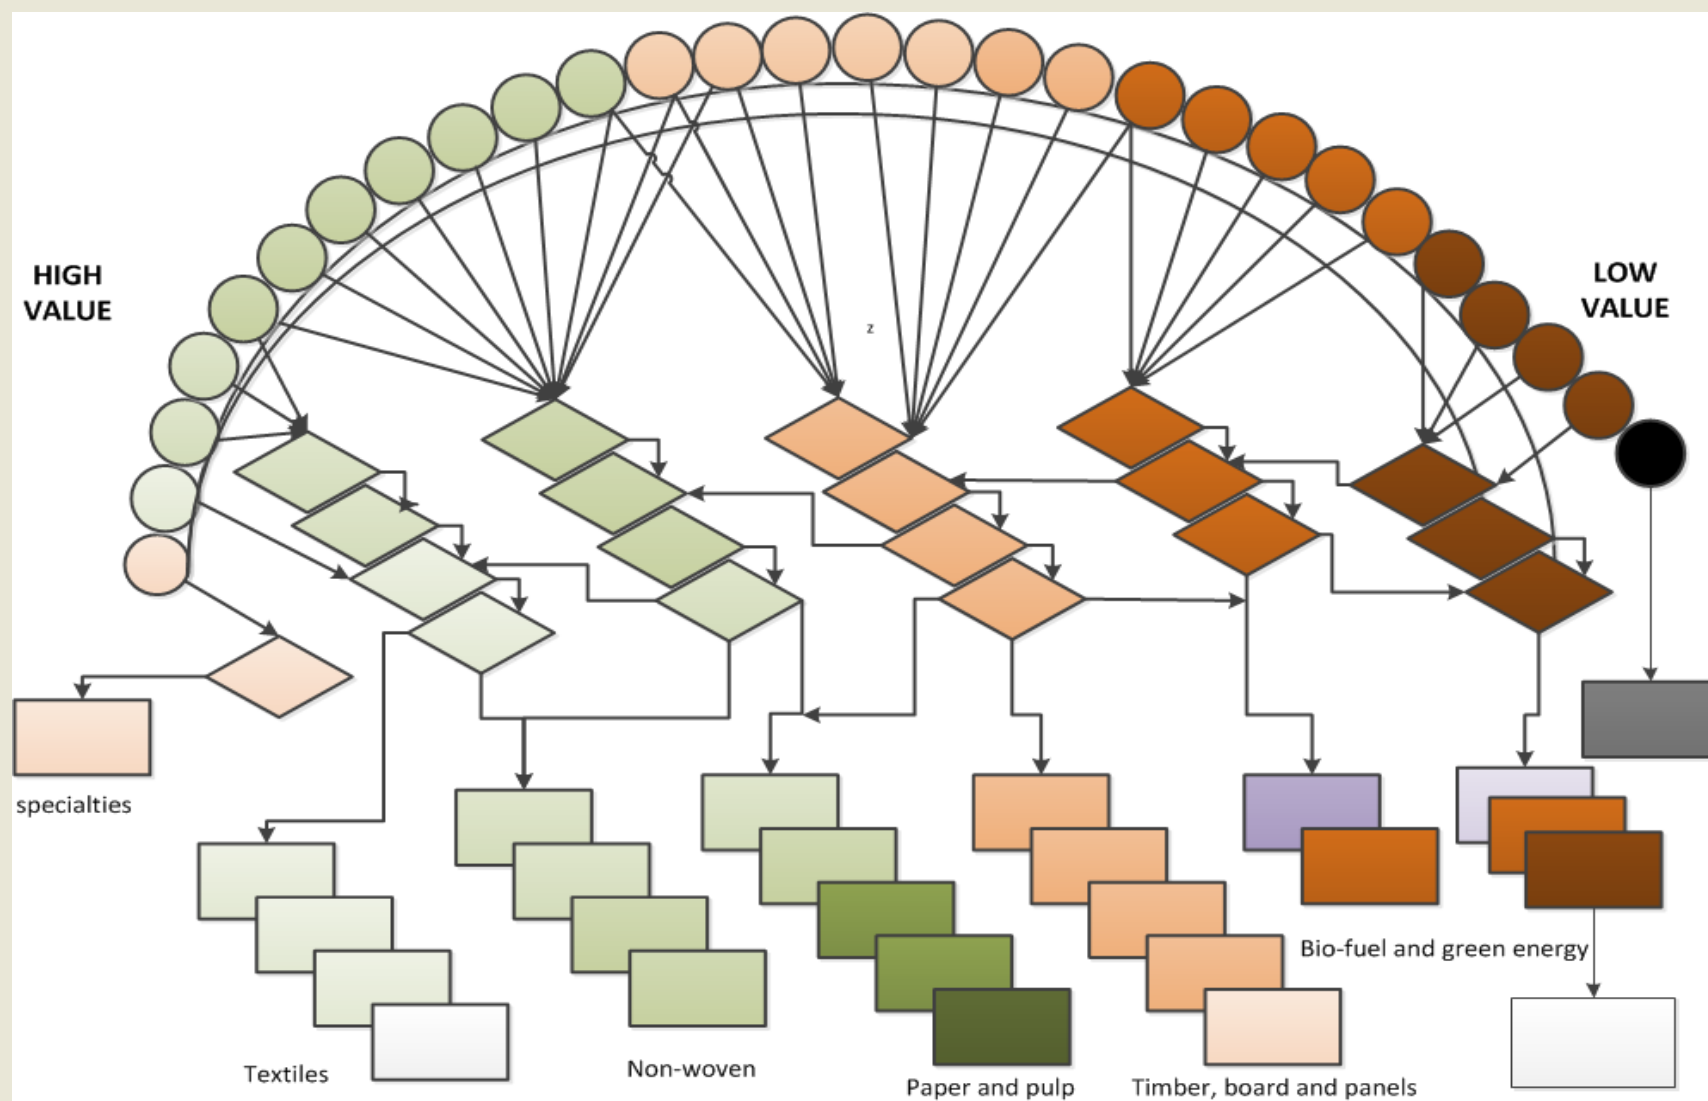 HIGH
VALUE
LOW
VALUE
z
specialties
Textiles
Non-woven
Paper and pulp
Timber, board and panels
Bio-fuel and green energy